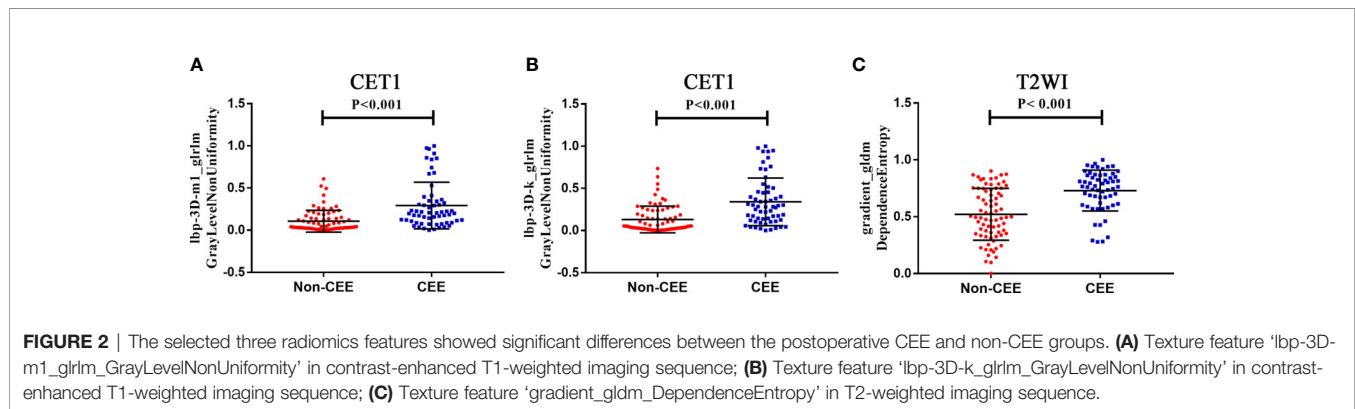 A
CET1
P<0.001
lbp-3D-m1_glrlm
GrayLevelNonUniformity
1.5
1.0
0.5
0.0
-0.5
Non-CEE
CEE
B
CET1
P<0.001
lbp-3D-k_glrlm
GrayLevelNonUniformity
1.5
1.0
0.5
0.0
-0.5
Non-CEE
CEE
C
T2WI
P< 0.001
gradient_gldm
DependenceEntropy
1.5
1.0
0.5
0.0
Non-CEE
CEE
FIGURE 2 | The selected three radiomics features showed significant differences between the postoperative CEE and non-CEE groups. (A) Texture feature ‘lbp-3D-
m1_glrlm_GrayLevelNonUniformity’ in contrast-enhanced T1-weighted imaging sequence; (B) Texture feature ‘lbp-3D-k_glrlm_GrayLevelNonUniformity’ in contrast-
enhanced T1-weighted imaging sequence; (C) Texture feature ‘gradient_gldm_DependenceEntropy’ in T2-weighted imaging sequence.